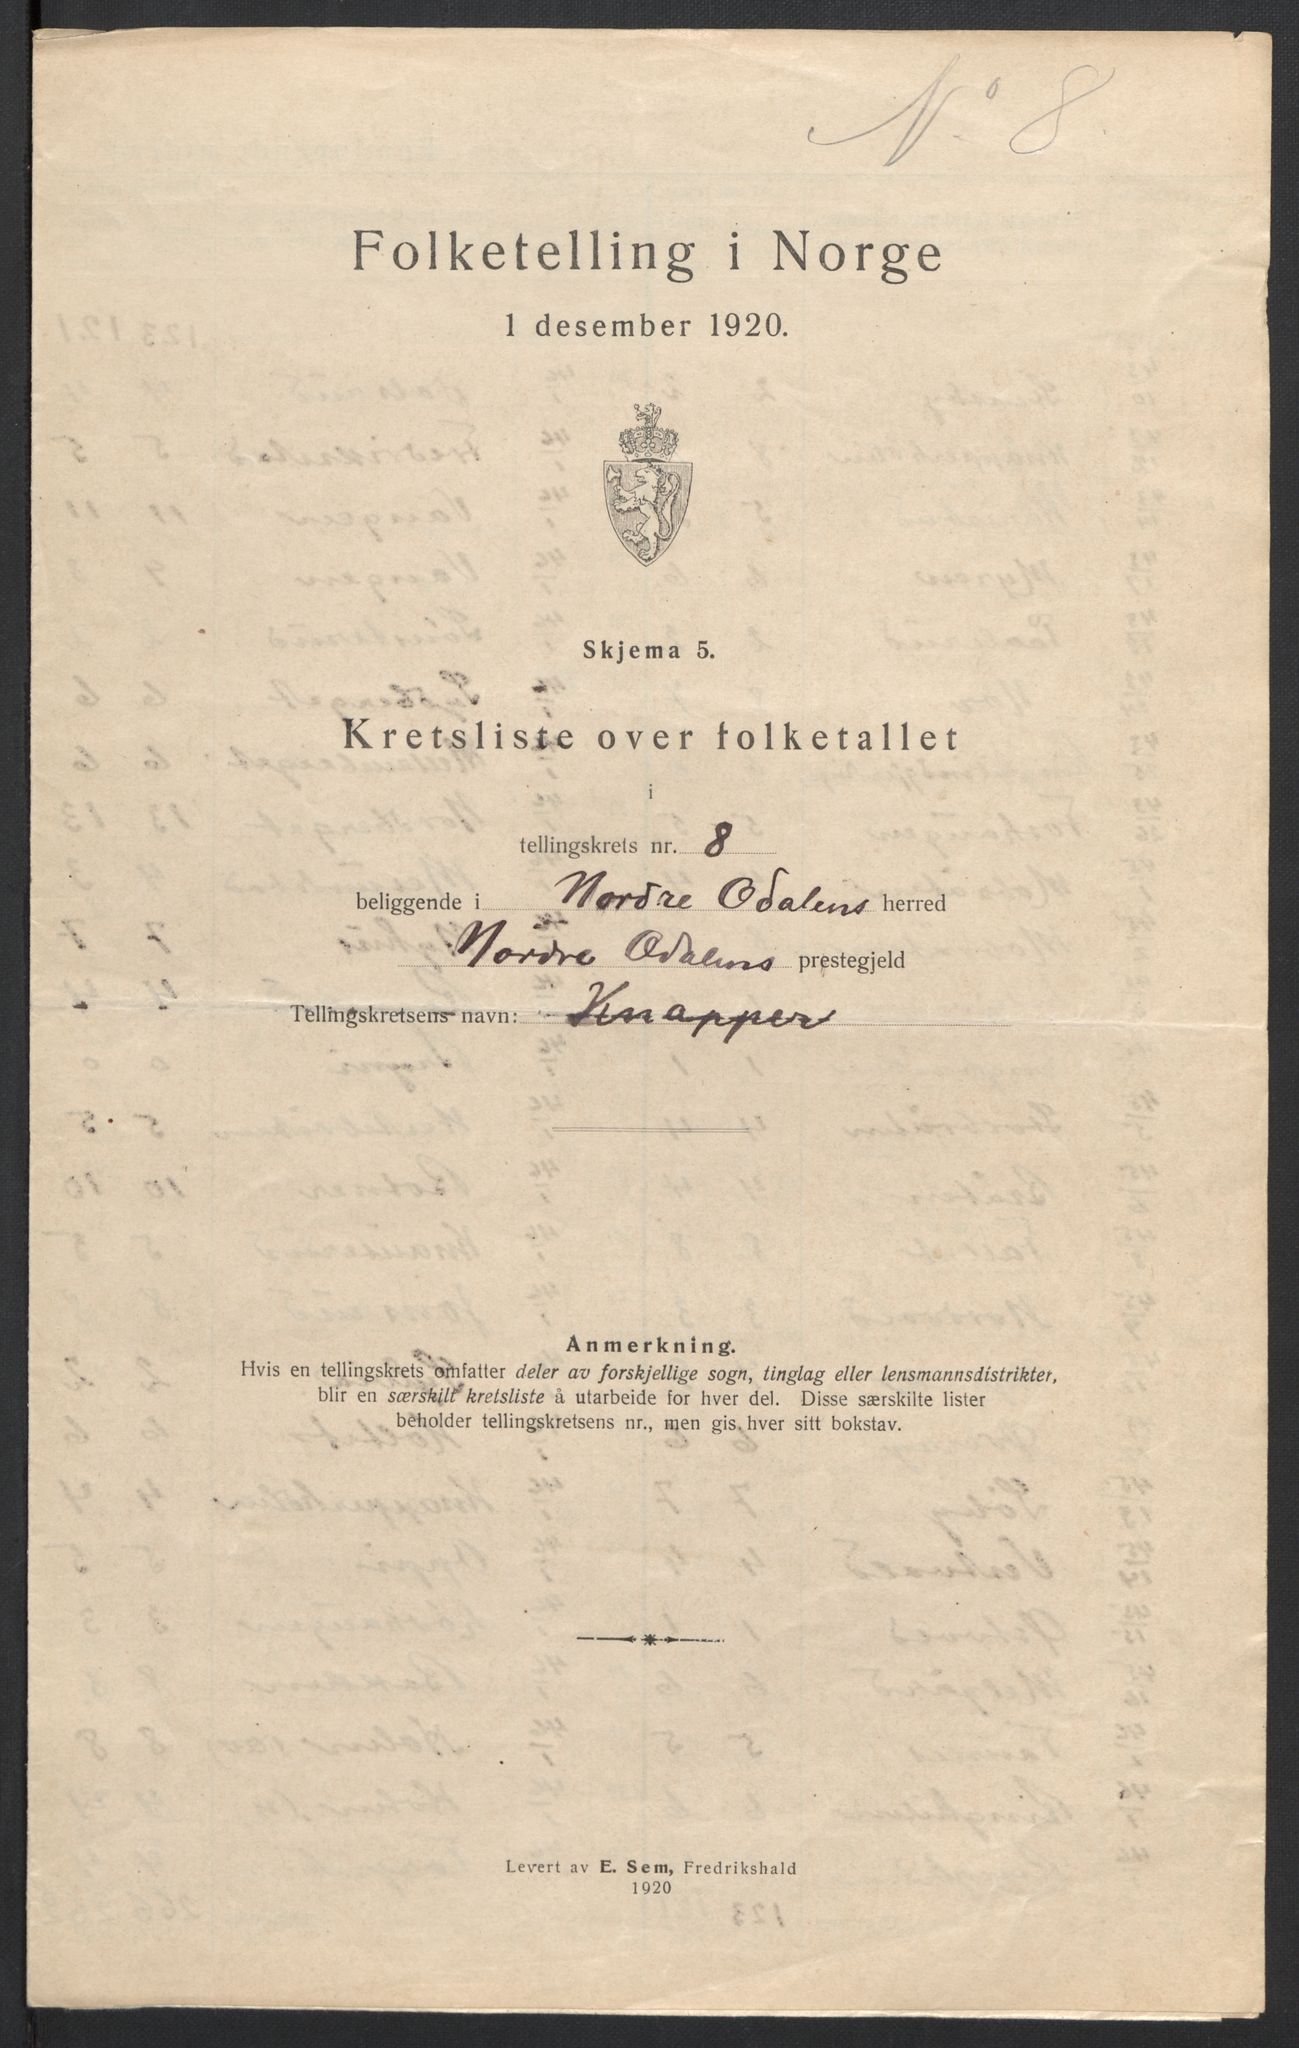 No. 8.
Folketelling i Norge
1 desember 1920.
Skjema 5.
Kretsliste over folketallet
i
tellingskrets nr. 8
beliggende i Nordre Odalens herred
Nordre Odalens prestegjeld
Tellingskretsens navn: Knapper
Anmerkning.
Hvis en tellingskrets omfatter deler av forskjellige sogn, tinglag eller lensmannsdistrikter,
blir en særskilt kretsliste å utarbeide for hver del. Disse særskilte lister
beholder tellingskretsens nr., men gis hver sitt bokstav.
Levert av E. Sem, Fredrikshald
1920